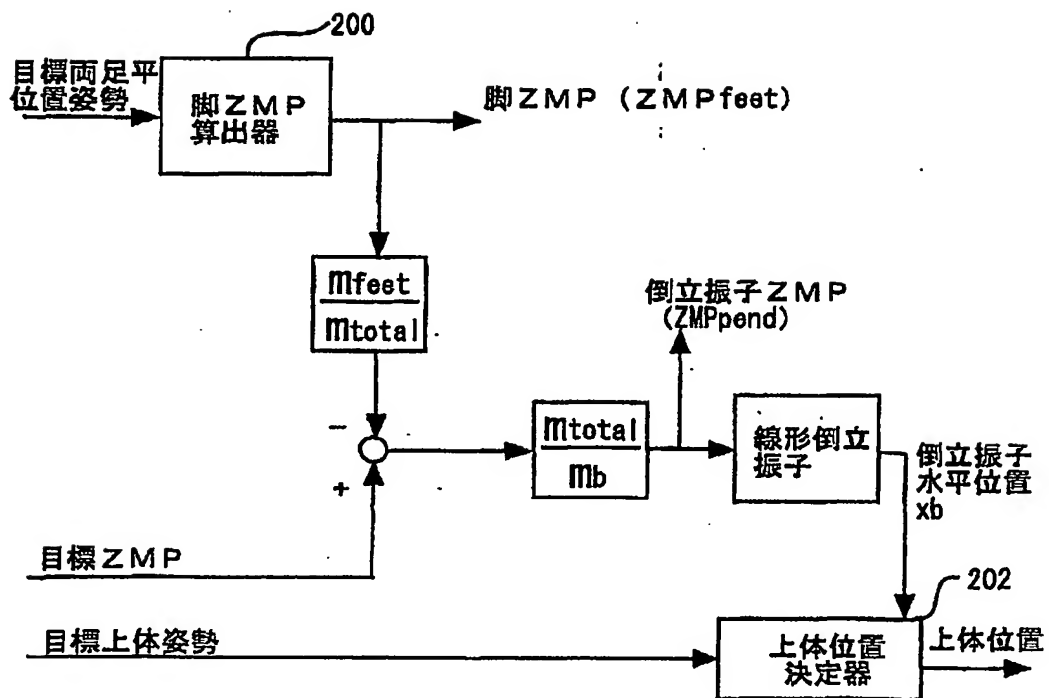 200
目標両足平
位置姿勢
脚ZMP
算出器
脚ZMP (ZMPfeet)
mfeet
mtotal
倒立振子ZMP
(ZMPpend)
-
+
mtotal
mb
線形倒立
振子
倒立振子
水平位置
xb
目標ZMP
202
目標上体姿勢
上体位置
決定器
上体位置